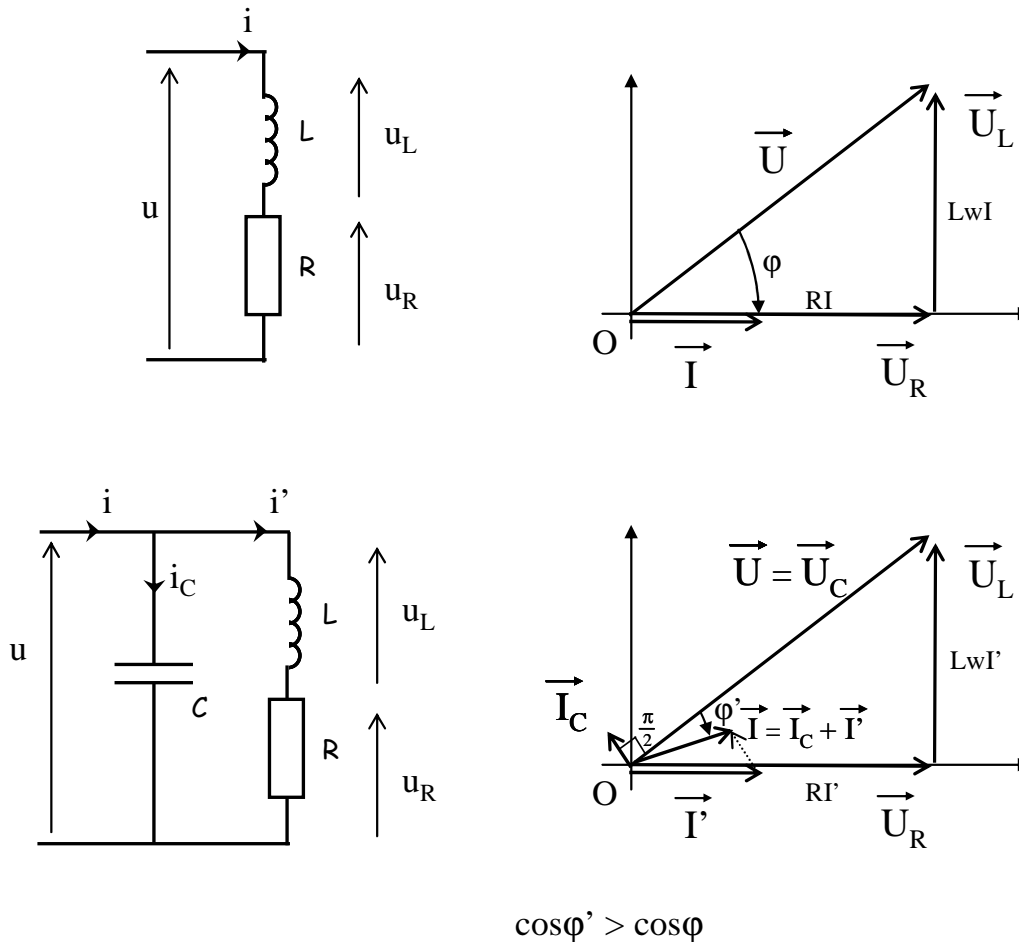 i
L
u_L
u
R
u_R
U
U_L
LwI
φ
RI
O
I
U_R
i
i’
i_C
L
u_L
u
C
R
u_R
U = U_C
U_L
LwI’
I_C
π/2
φ’
I = I_C + I’
O
I’
RI’
U_R
cosφ’ > cosφ